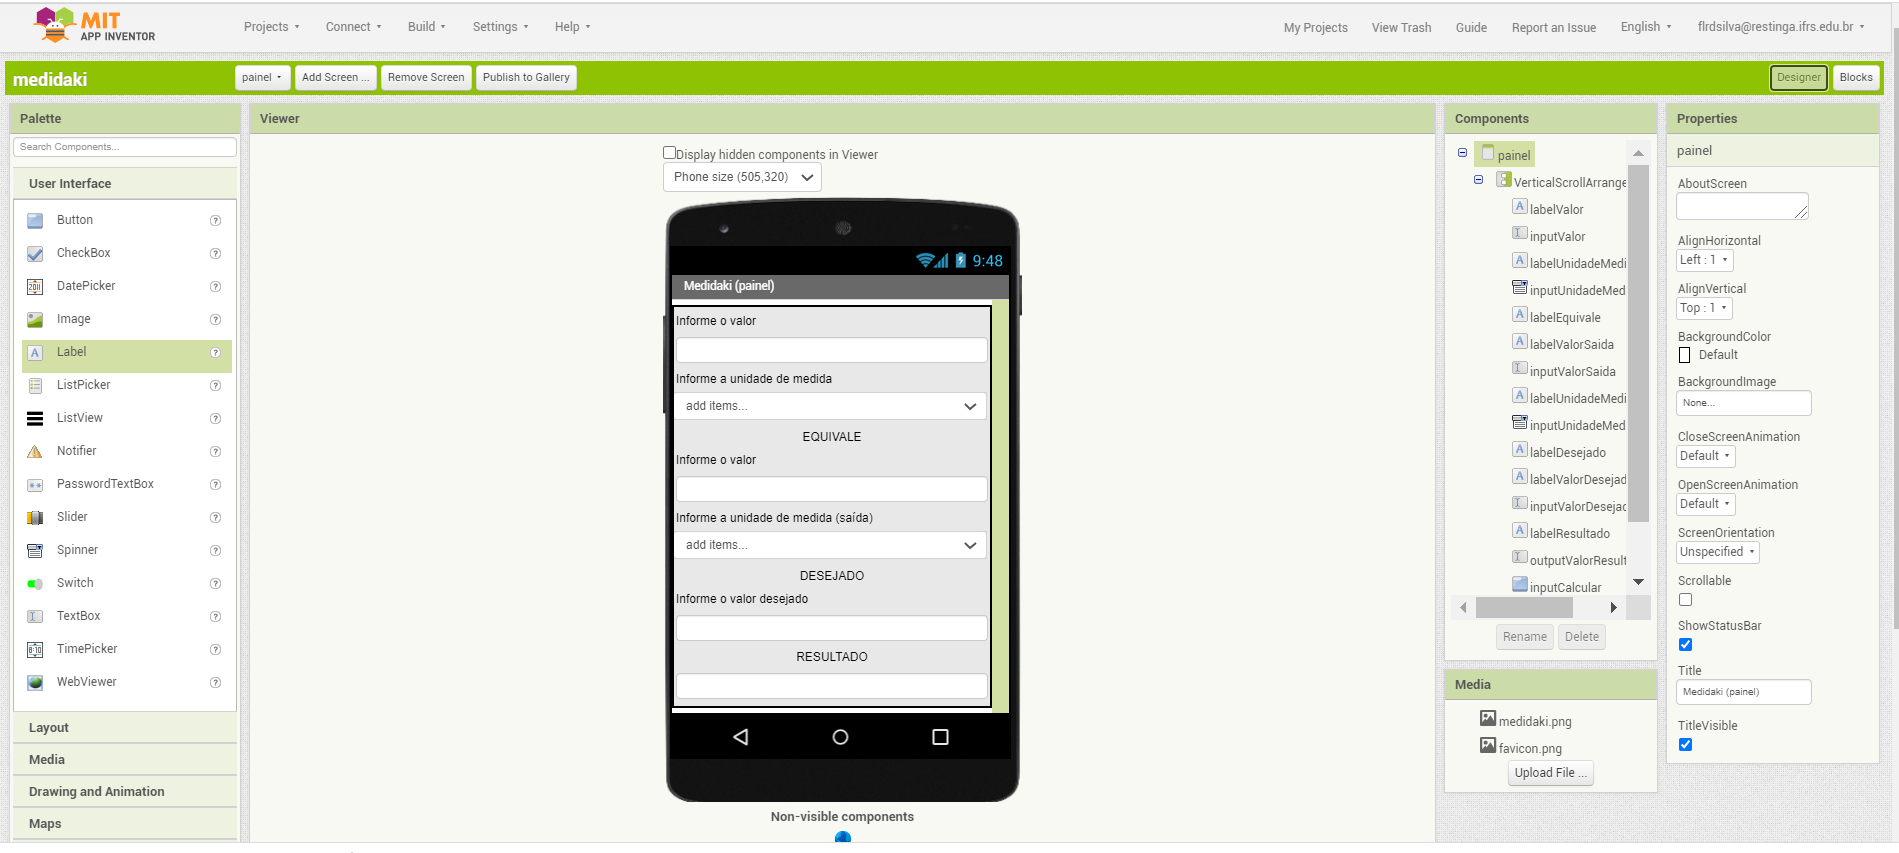 MIT
APP INVENTOR
Projects
Connect
Build
Settings
Help
My Projects
View Trash
Guide
Report an Issue
English
flrdsilva@restinga.ifrs.edu.br
medidaki
painel
Add Screen ...
Remove Screen
Publish to Gallery
Designer
Blocks
Palette
Search Components...
User Interface
Button
CheckBox
DatePicker
Image
Label
ListPicker
ListView
Notifier
PasswordTextBox
Slider
Spinner
Switch
TextBox
TimePicker
WebViewer
Layout
Media
Drawing and Animation
Maps
Viewer
Display hidden components in Viewer
Phone size (505,320)
9:48
Medidaki (painel)
Informe o valor
Informe a unidade de medida
add items...
EQUIVALE
Informe o valor
Informe a unidade de medida (saída)
add items...
DESEJADO
Informe o valor desejado
RESULTADO
Non-visible components
Components
painel
VerticalScrollArrange
labelValor
inputValor
labelUnidadeMedi
inputUnidadeMed
labelEquivale
labelValorSaida
inputValorSaida
labelUnidadeMedi
inputUnidadeMed
labelDesejado
labelValorDesejad
inputValorDesejac
labelResultado
outputValorResult
inputCalcular
Rename
Delete
Media
medidaki.png
favicon.png
Upload File ...
Properties
painel
AboutScreen
AlignHorizontal
Left : 1
AlignVertical
Top : 1
BackgroundColor
Default
BackgroundImage
None...
CloseScreenAnimation
Default
OpenScreenAnimation
Default
ScreenOrientation
Unspecified
Scrollable
ShowStatusBar
Title
Medidaki (painel)
TitleVisible